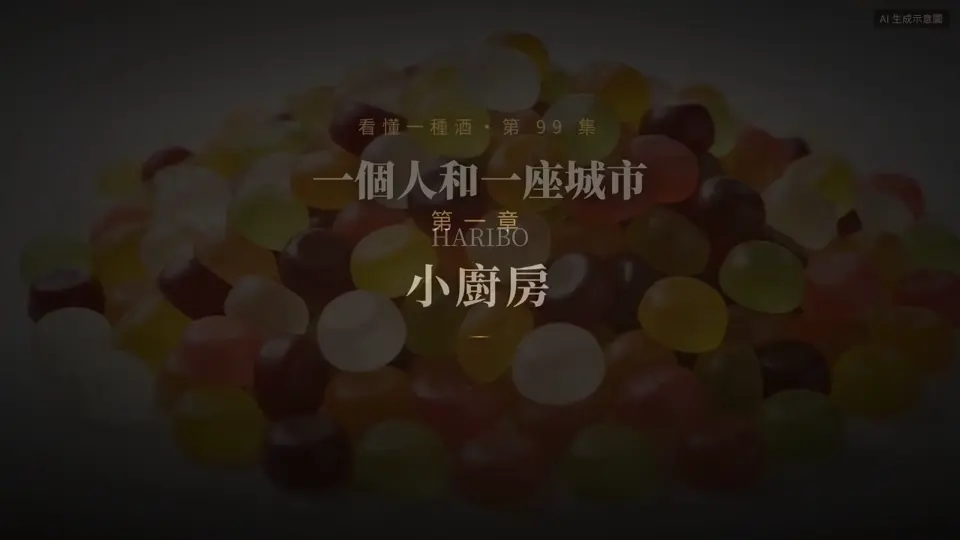 AI 生成示意圖
看懂一種酒·第 99 集
一個人和一座城市
第一章
HARIBO
小廚房